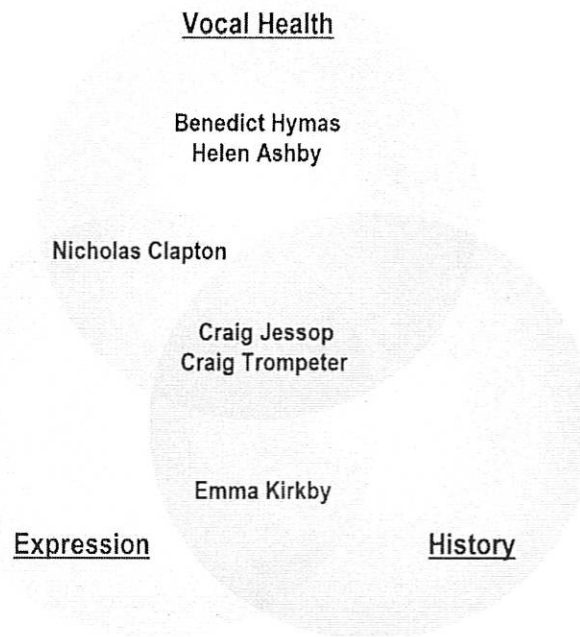 Vocal Health
Benedict Hymas
Helen Ashby
Nicholas Clapton
Craig Jessop
Craig Trompeter
Emma Kirkby
Expression
History